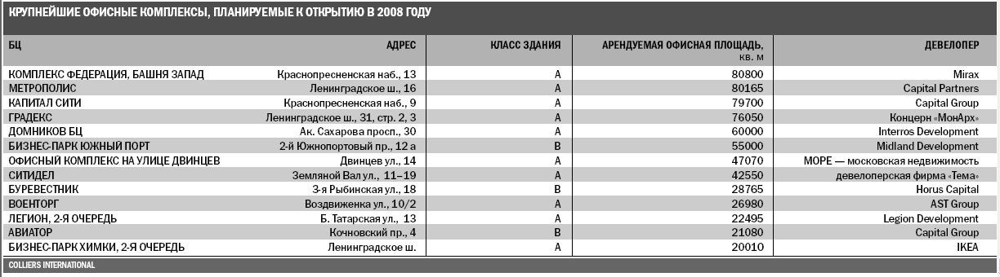 КРУПНЕЙШИЕ ОФИСНЫЕ КОМПЛЕКСЫ, ПЛАНИРУЕМЫЕ К ОТКРЫТИЮ В 2008 ГОДУ
БЦ АДРЕС КЛАСС ЗДАНИЯ АРЕНДУЕМАЯ ОФИСНАЯ ПЛОЩАДЬ, ДЕВЕЛОПЕР
КВ. М
КОМПЛЕКС ФЕДЕРАЦИЯ, БАШНЯ ЗАПАД Краснопресненская наб., 13 А 80800 Mirax
МЕТРОПОЛИС Ленинградское ш., 16 А 80165 Capital Partners
КАПИТАЛ СИТИ Краснопресненская наб., 9 А 79700 Capital Group
ГРАДЕКС Ленинградское ш., 31, стр. 2, 3 А 76050 Концерн «МонАрх»
ДОМНИКОВ БЦ Ак. Сахарова просп., 30 А 60000 Interros Development
БИЗНЕС-ПАРК ЮЖНЫЙ ПОРТ 2-й Южнопортовый пр., 12 а В 55000 Midland Development
ОФИСНЫЙ КОМПЛЕКС НА УЛИЦЕ ДВИНЦЕВ Двинцев ул., 14 А 47070 МОРЕ — московская недвижимость
СИТИДЕЛ Земляной Вал ул., 11–19 А 42550 девелоперская фирма «Тема»
БУРЕВЕСТНИК 3-я Рыбинская ул., 18 В 28765 Horus Capital
ВОЕНТОРГ Воздвиженка ул., 10/2 А 26980 AST Group
ЛЕГИОН, 2-Я ОЧЕРЕДЬ Б. Татарская ул., 13 А 22495 Legion Development
АВИАТОР Кочновский пр., 4 В 21080 Capital Group
БИЗНЕС-ПАРК ХИМКИ, 2-Я ОЧЕРЕДЬ Ленинградское ш. А 20010 IKEA
COLLIERS INTERNATIONAL